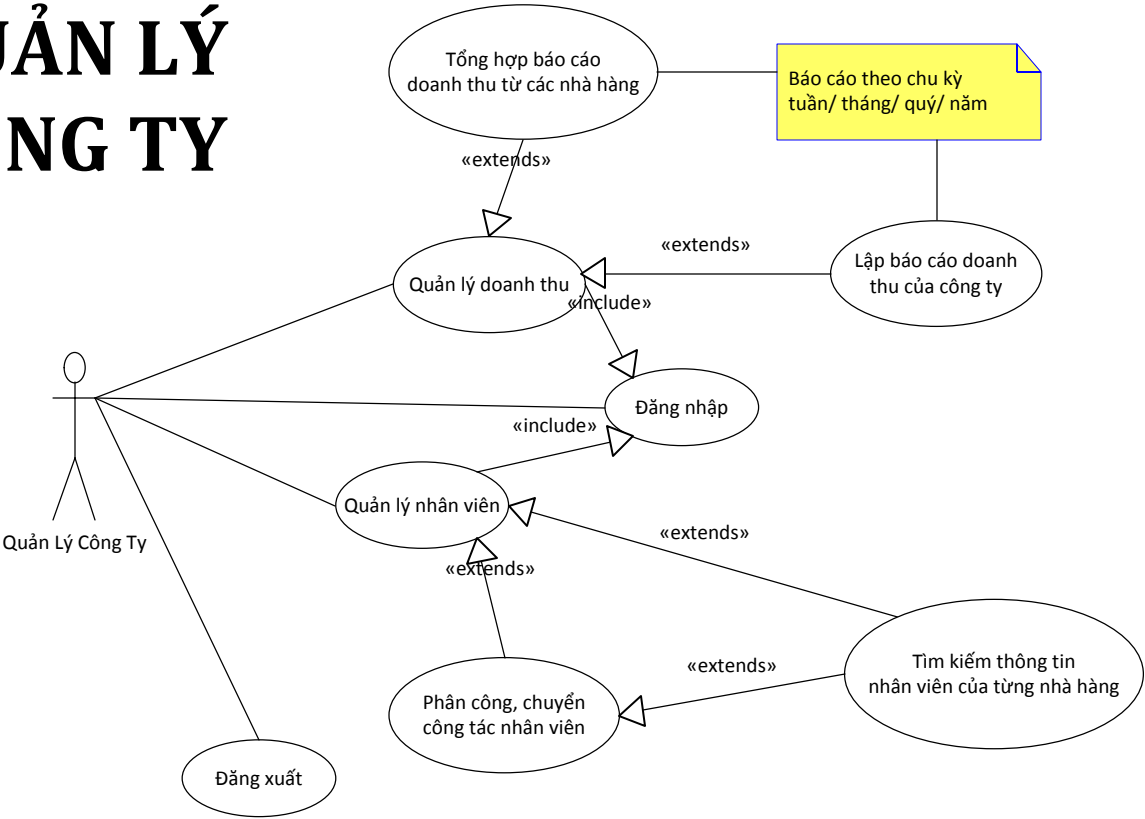 UẢN LÝ
NG TY
Tổng hợp báo cáo
doanh thu từ các nhà hàng
Báo cáo theo chu kỳ
tuần/ tháng/ quý/ năm
«extends»
«extends»
Quản lý doanh thu
Lập báo cáo doanh
thu của công ty
«include»
Đăng nhập
«include»
Quản lý nhân viên
Quản Lý Công Ty
«extends»
«extends»
«extends»
Tìm kiếm thông tin
nhân viên của từng nhà hàng
Phân công, chuyển
công tác nhân viên
Đăng xuất